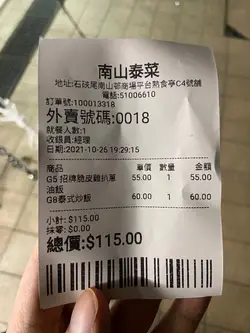 南山泰菜
地址:石硤尾南山邨商場平台熟食亭C4號舖
電話:51006610
訂單號:100013318
外賣號碼:0018
就餐人數:1
收銀員:經理
日期:2021-10-26 19:29:15
商品 單價 數量 金額
G5 招牌脆皮雞扒蔥 55.00 1 55.00
油飯
G8泰式炒飯 60.00 1 60.00
小計: $115.00
抹零: $0.00
總價:$115.00